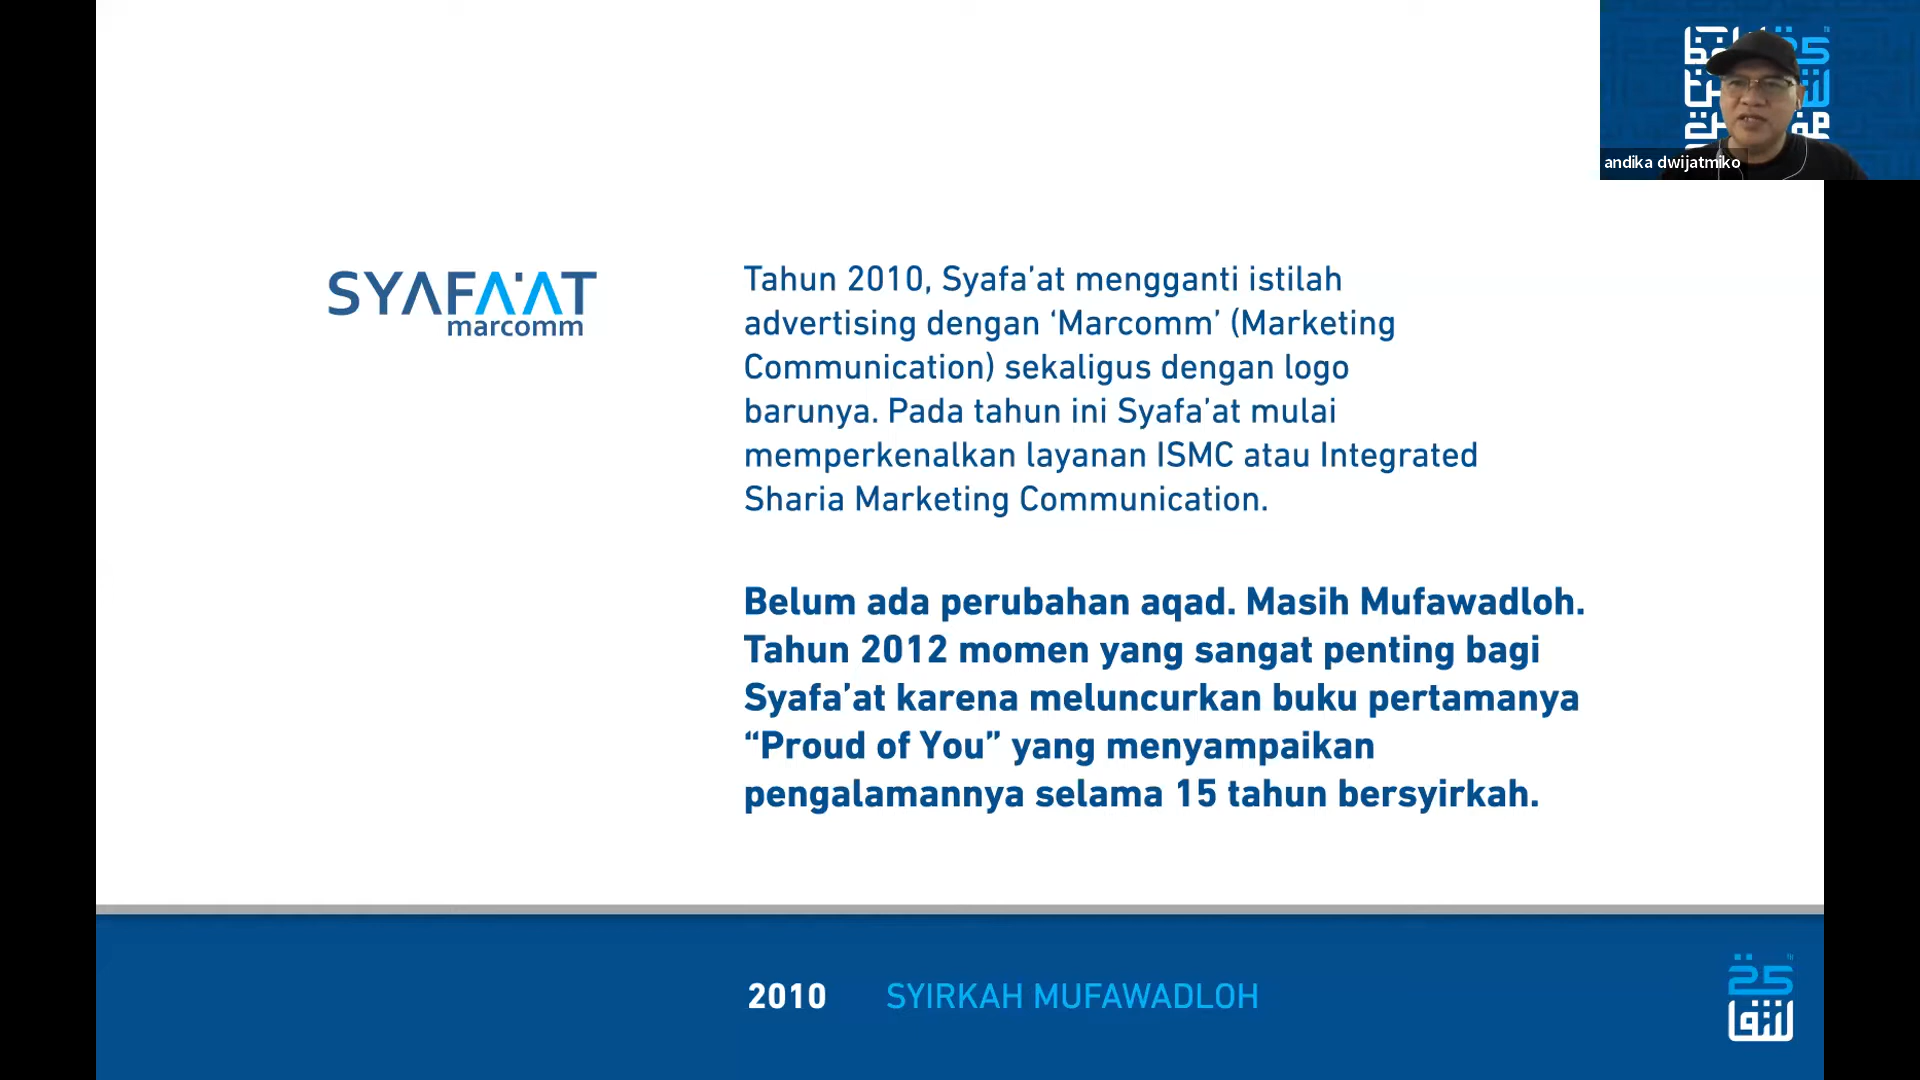 andika dwijatmiko
SYAFA'AT
marcomm
Tahun 2010, Syafa’at mengganti istilah
advertising dengan ‘Marcomm’ (Marketing
Communication) sekaligus dengan logo
barunya. Pada tahun ini Syafa’at mulai
memperkenalkan layanan ISMC atau Integrated
Sharia Marketing Communication.
Belum ada perubahan aqad. Masih Mufawadloh.
Tahun 2012 momen yang sangat penting bagi
Syafa’at karena meluncurkan buku pertamanya
“Proud of You” yang menyampaikan
pengalamannya selama 15 tahun bersyirkah.
2010 SYIRKAH MUFAWADLOH
25